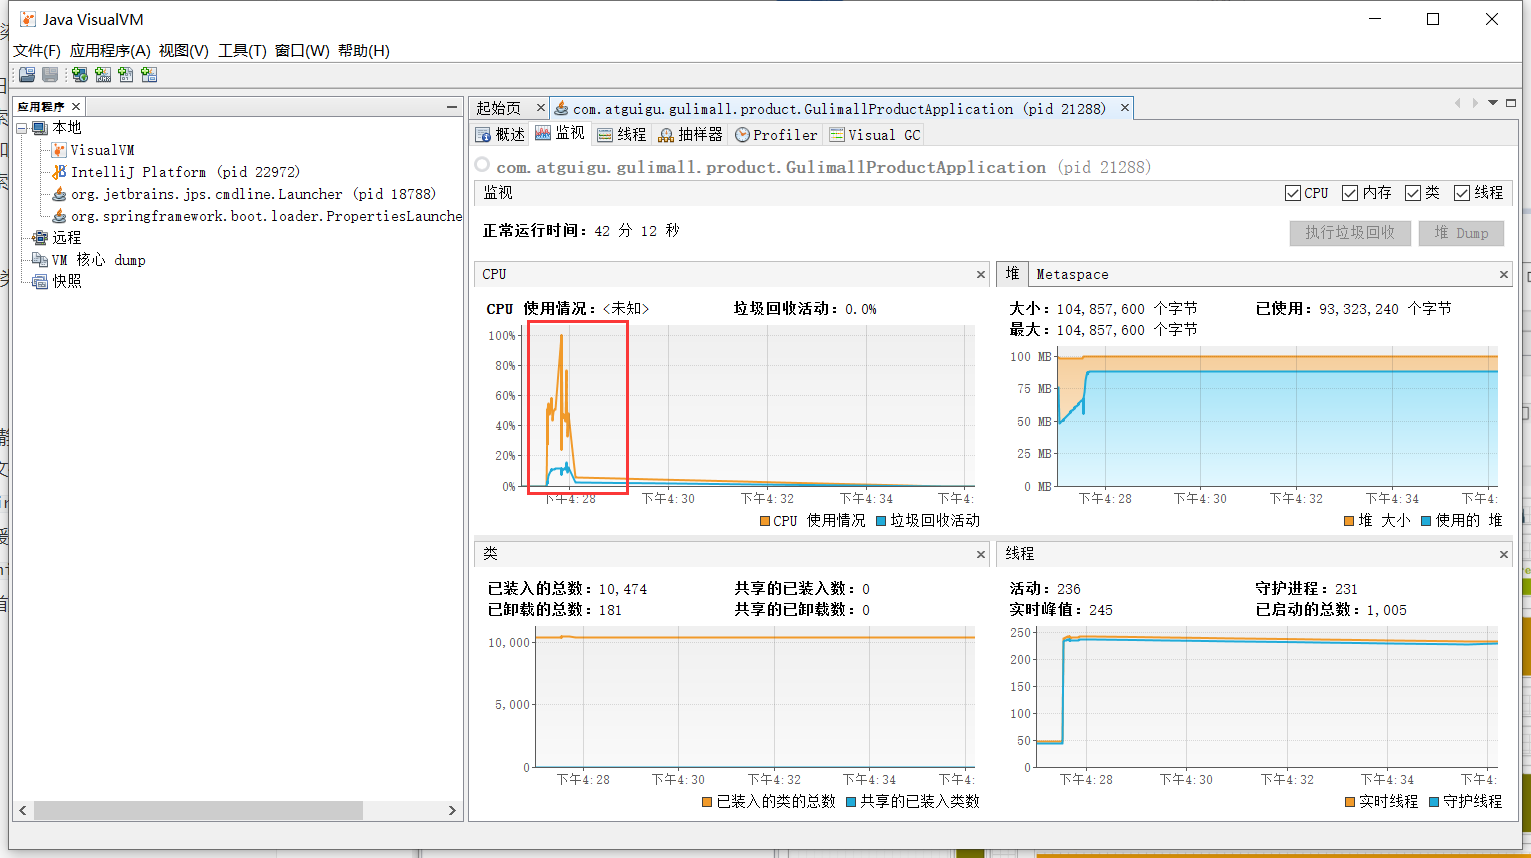 Java VisualVM
文件(F) 应用程序(A) 视图(V) 工具(T) 窗口(W) 帮助(H)
应用程序
本地
VisualVM
IntelliJ Platform (pid 22972)
org.jetbrains.jps.cmdline.Launcher (pid 18788)
org.springframework.boot.loader.PropertiesLaunche
远程
VM 核心 dump
快照
起始页
com.atguigu.gulimall.product.GulimallProductApplication (pid 21288)
概述 监视 线程 抽样器 Profiler Visual GC
com.atguigu.gulimall.product.GulimallProductApplication (pid 21288)
监视
CPU 内存 类 线程
正常运行时间: 42 分 12 秒
执行垃圾回收 堆 Dump
CPU
CPU 使用情况: <未知> 垃圾回收活动: 0.0%
100%
80%
60%
40%
20%
0%
下午4:28 下午4:30 下午4:32 下午4:34 下午4:
CPU 使用情况 垃圾回收活动
堆 Metaspace
大小: 104,857,600 个字节 已使用: 93,323,240 个字节
最大: 104,857,600 个字节
100 MB
75 MB
50 MB
25 MB
0 MB
下午4:28 下午4:30 下午4:32 下午4:34 下午4:
堆 大小 使用的 堆
类
已装入的总数: 10,474 共享的已装入数: 0
已卸载的总数: 181 共享的已卸载数: 0
10,000
5,000
0
下午4:28 下午4:30 下午4:32 下午4:34 下午4:
已装入的类的总数 共享的已装入类数
线程
活动: 236 守护进程: 231
实时峰值: 245 已启动的总数: 1,005
250
200
150
100
50
0
下午4:28 下午4:30 下午4:32 下午4:34 下午4:
实时线程 守护线程